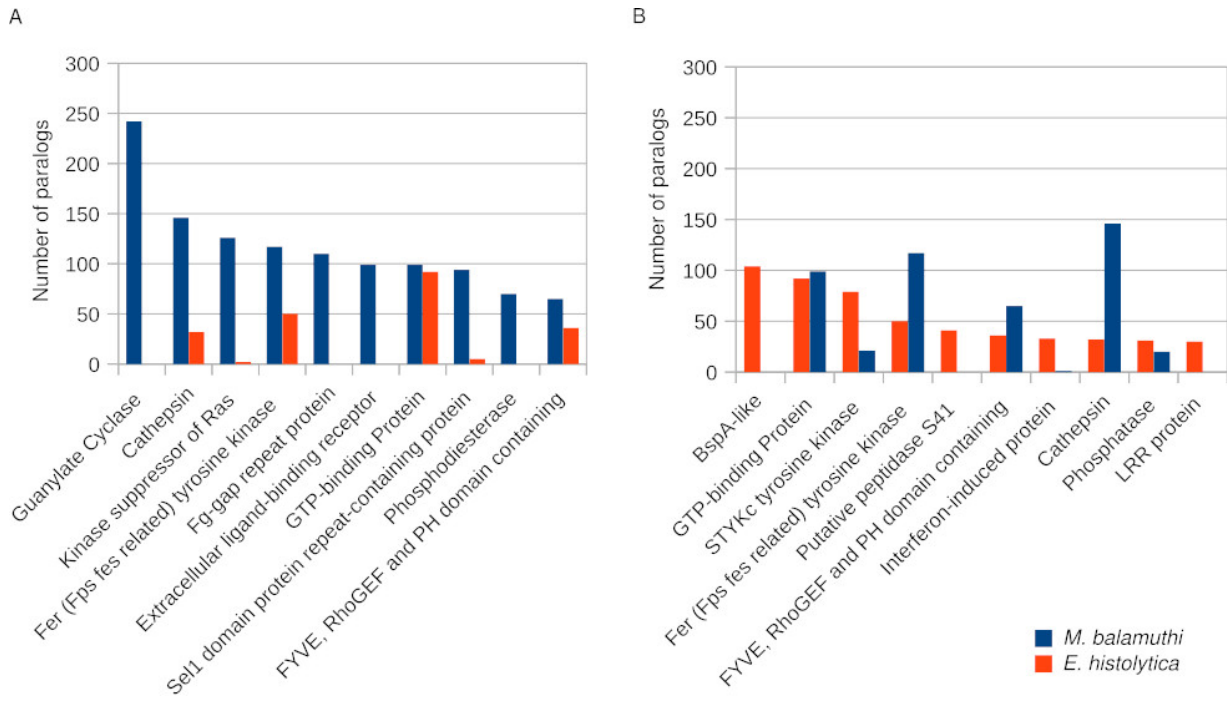 A
Number of paralogs
300
250
200
150
100
50
0
Guanylate Cyclase
Cathepsin
Kinase suppressor of Ras
Fer (Fps fes related) tyrosine kinase
Fg-gap repeat protein
Extracellular ligand-binding receptor
GTP-binding Protein
Sel1 domain protein repeat-containing protein
Phosphodiesterase
FYVE, RhoGEF and PH domain containing
B
Number of paralogs
300
250
200
150
100
50
0
BspA-like
GTP-binding Protein
STYKc tyrosine kinase
Fer (Fps fes related) tyrosine kinase
Putative peptidase S41
FYVE, RhoGEF and PH domain containing
Interferon-induced protein
Cathepsin
Phosphatase
LRR protein
M. balamuthi
E. histolytica